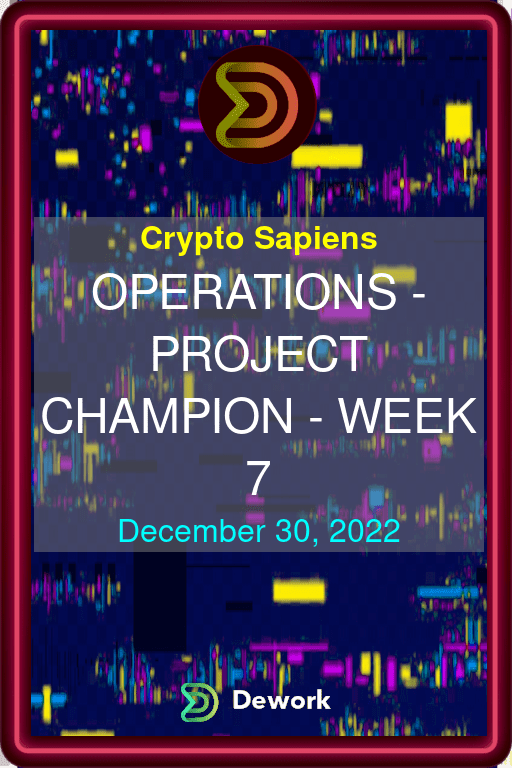 Crypto Sapiens
OPERATIONS -
PROJECT
CHAMPION - WEEK
7
December 30, 2022
Dework